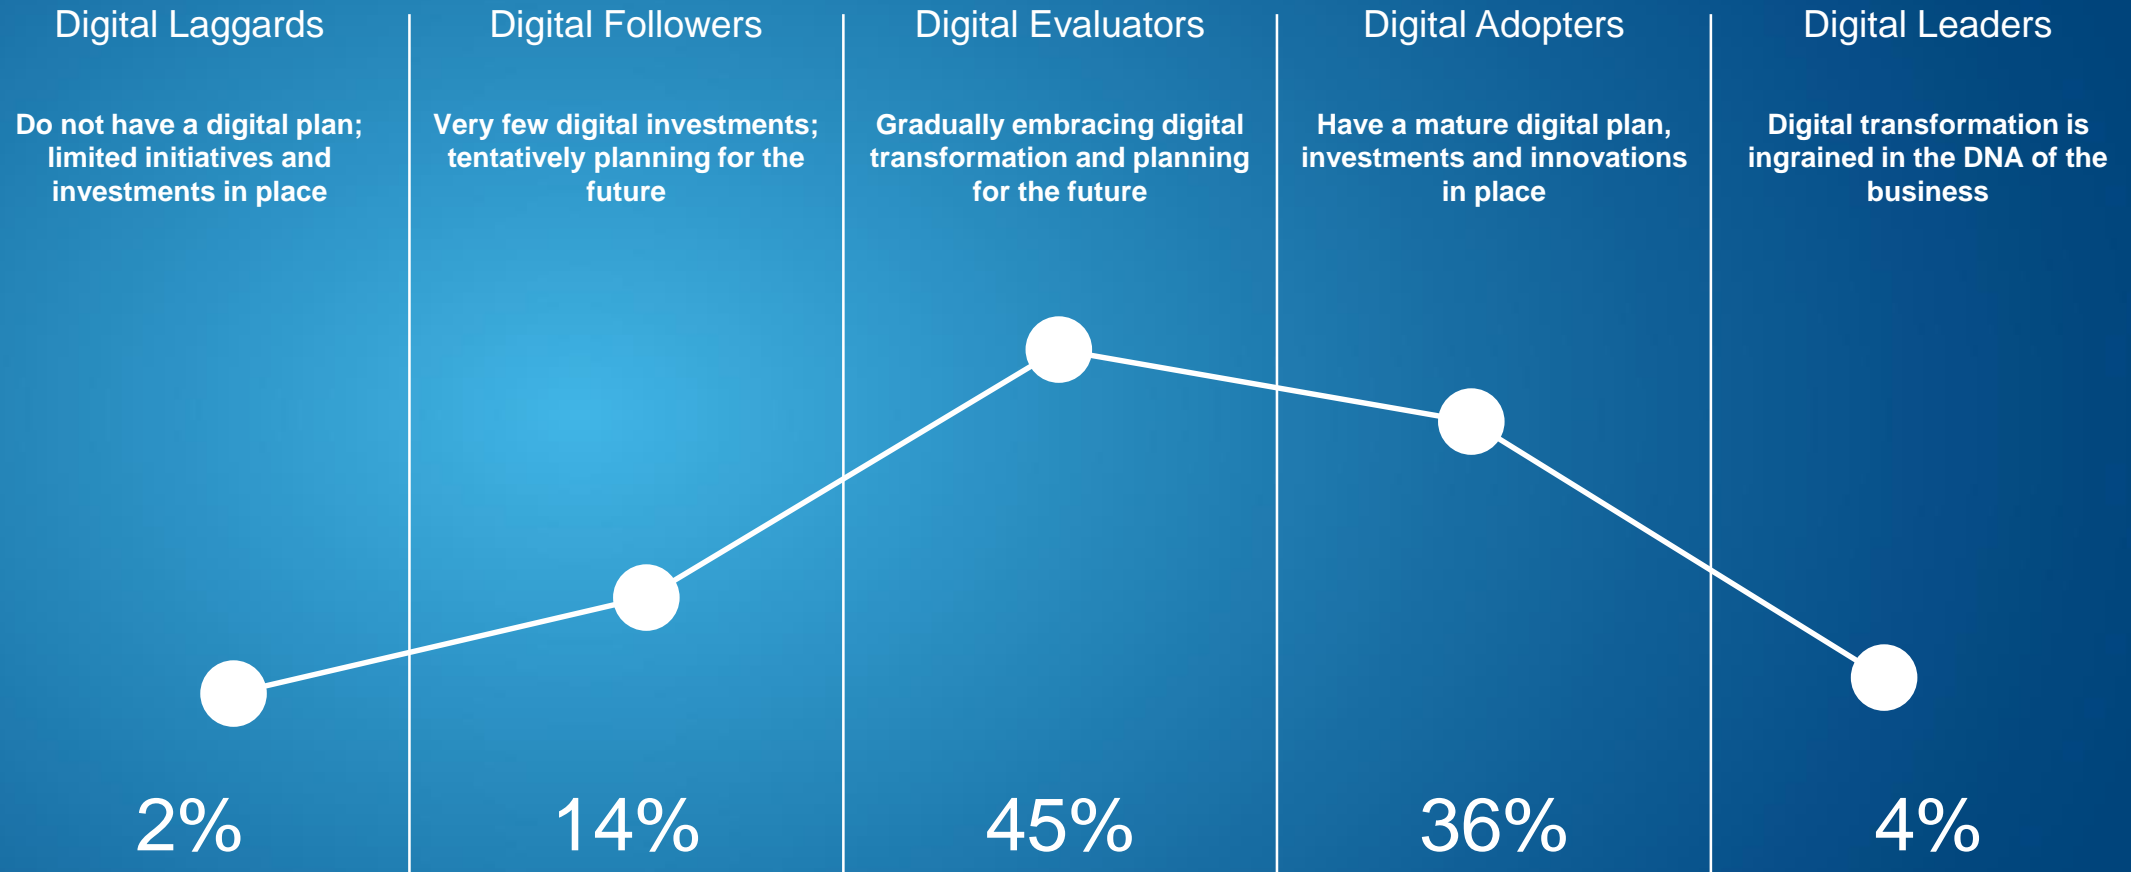 Digital Laggards
Do not have a digital plan;
limited initiatives and
investments in place
2%
Digital Followers
Very few digital investments;
tentatively planning for the
future
14%
Digital Evaluators
Gradually embracing digital
transformation and planning
for the future
45%
Digital Adopters
Have a mature digital plan,
investments and innovations
in place
36%
Digital Leaders
Digital transformation is
ingrained in the DNA of the
business
4%